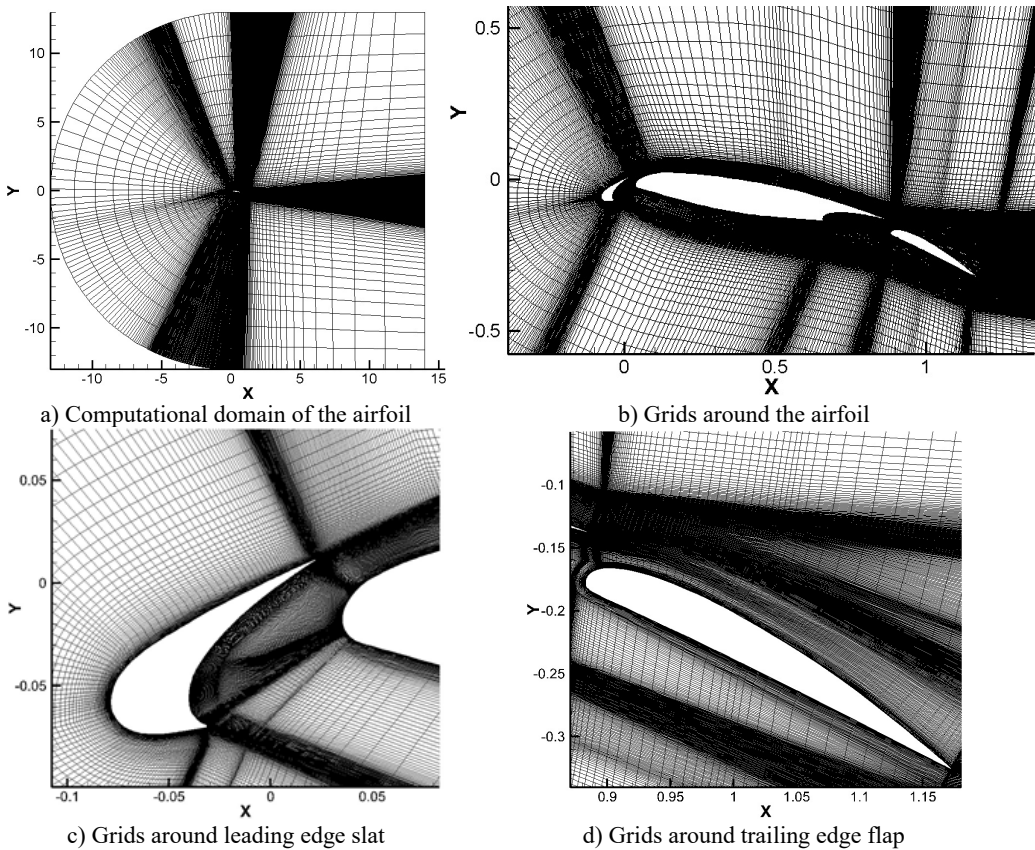 10
5
0
-5
-10
Y
-10
-5
0
5
10
15
X
a) Computational domain of the airfoil
0.5
0
-0.5
Y
0
0.5
1
X
b) Grids around the airfoil
0.05
0
-0.05
Y
-0.1
-0.05
0
0.05
X
c) Grids around leading edge slat
-0.1
-0.15
-0.2
-0.25
-0.3
Y
0.9
0.95
1
1.05
1.1
1.15
X
d) Grids around trailing edge flap